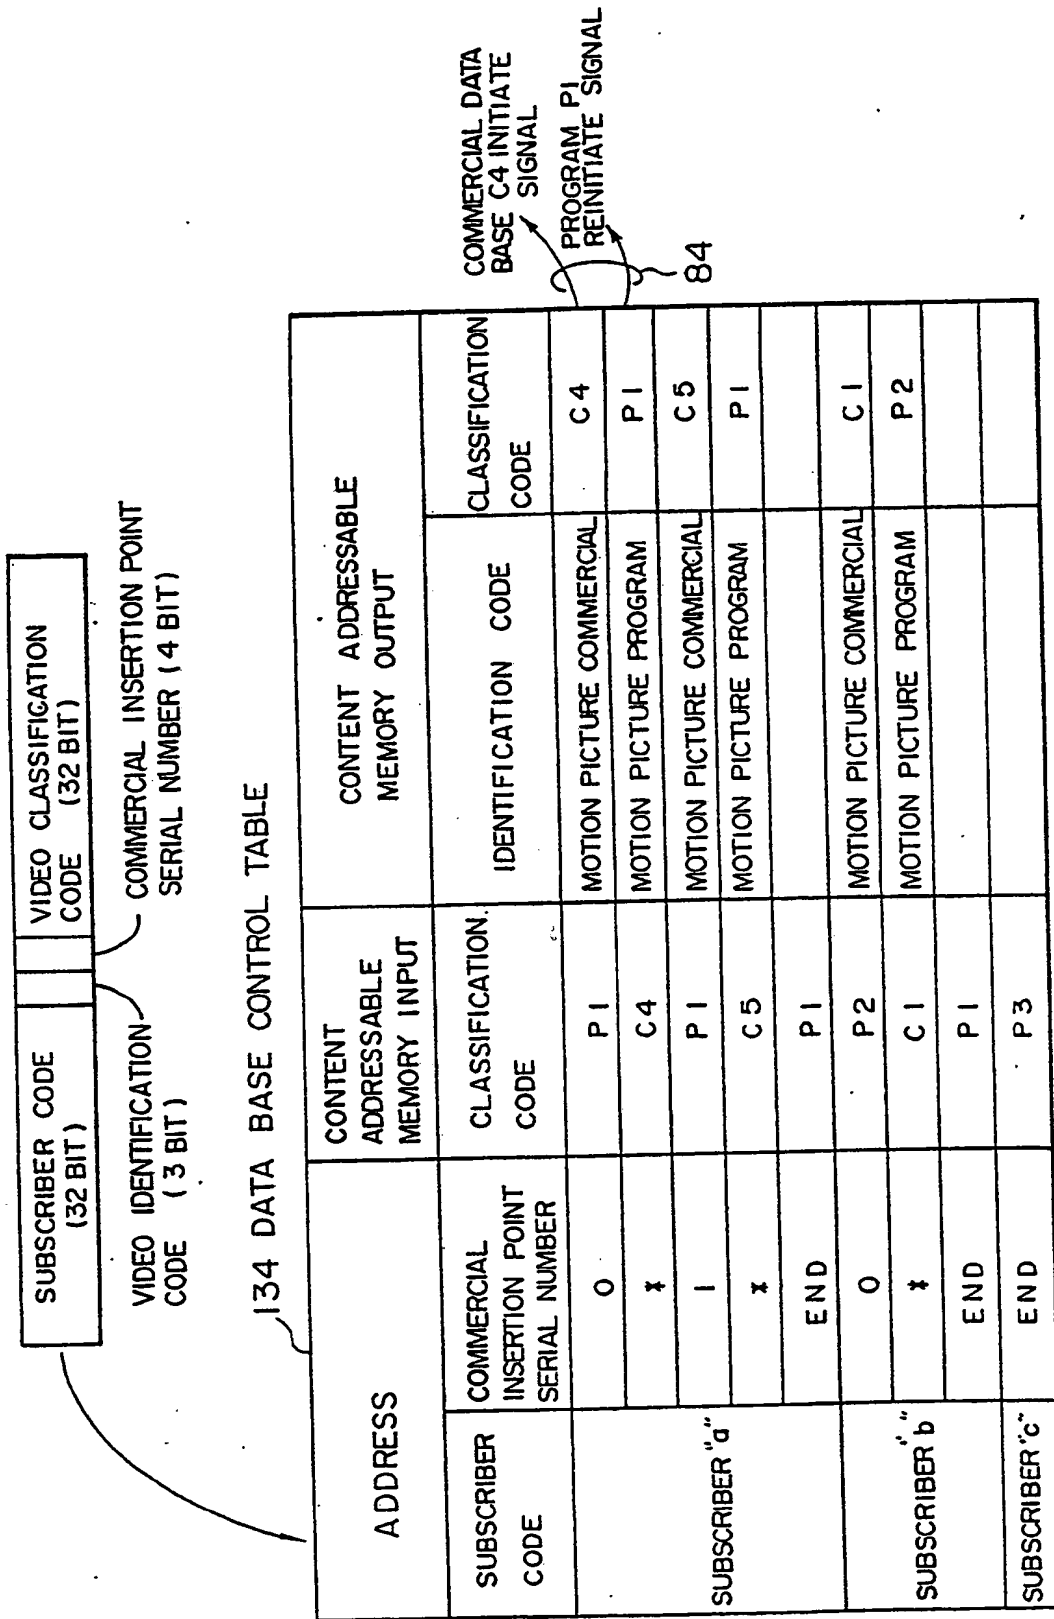 SUBSCRIBER CODE
(32 BIT)
VIDEO CLASSIFICATION
CODE (32 BIT)
VIDEO IDENTIFICATION
CODE (3 BIT)
COMMERCIAL INSERTION POINT
SERIAL NUMBER (4 BIT)
134 DATA BASE CONTROL TABLE
ADDRESS
CONTENT
ADDRESSABLE
MEMORY INPUT
CONTENT ADDRESSABLE
MEMORY OUTPUT
SUBSCRIBER
CODE
COMMERCIAL
INSERTION POINT
SERIAL NUMBER
CLASSIFICATION.
CODE
IDENTIFICATION CODE
CLASSIFICATION
CODE
SUBSCRIBER "a"
0 P1 MOTION PICTURE COMMERCIAL C4
* C4 MOTION PICTURE PROGRAM P1
1 P1 MOTION PICTURE COMMERCIAL C5
* C5 MOTION PICTURE PROGRAM P1
END P1
SUBSCRIBER "b"
0 P2 MOTION PICTURE COMMERCIAL C1
* C1 MOTION PICTURE PROGRAM P2
END P1
SUBSCRIBER "c" END P3
COMMERCIAL DATA
BASE C4 INITIATE
SIGNAL
PROGRAM P1
REINITIATE SIGNAL
84